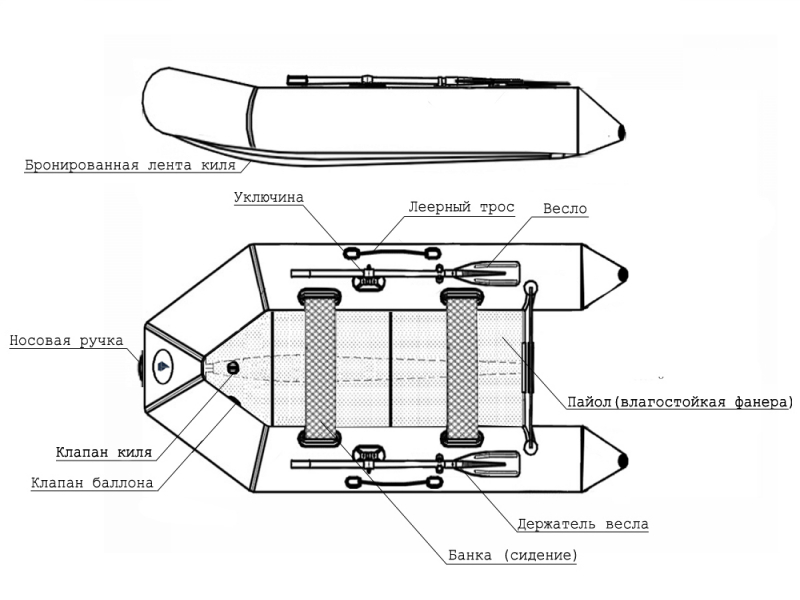 Бронированная лента киля
Уключина
Леерный трос
Весло
Носовая ручка
Пайол(влагостойкая фанера)
Клапан киля
Клапан баллона
Держатель весла
Банка (сидение)